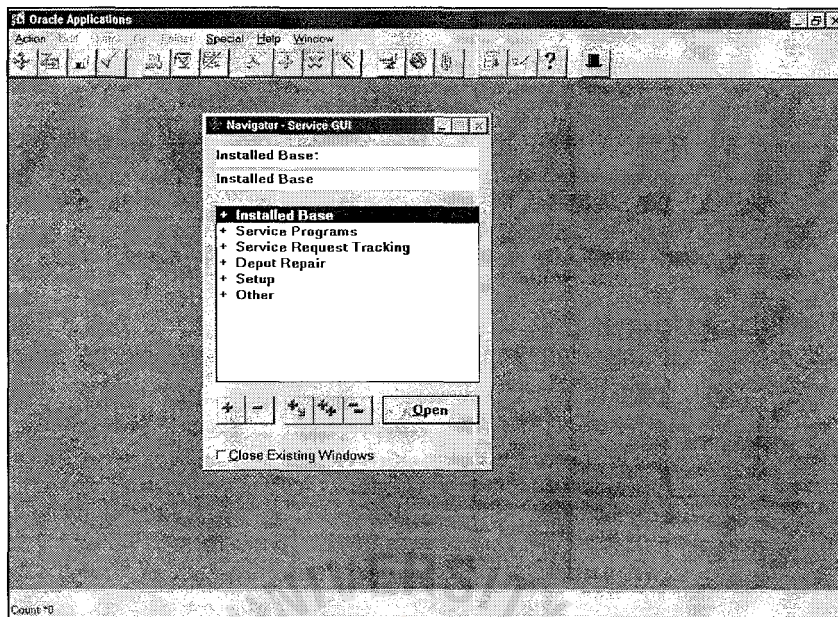 Oracle Applications
Action Special Help Window
Navigator - Service GUI
Installed Base:
Installed Base
+ Installed Base
+ Service Programs
+ Service Request Tracking
+ Depot Repair
+ Setup
+ Other
Open
Close Existing Windows
Count *0